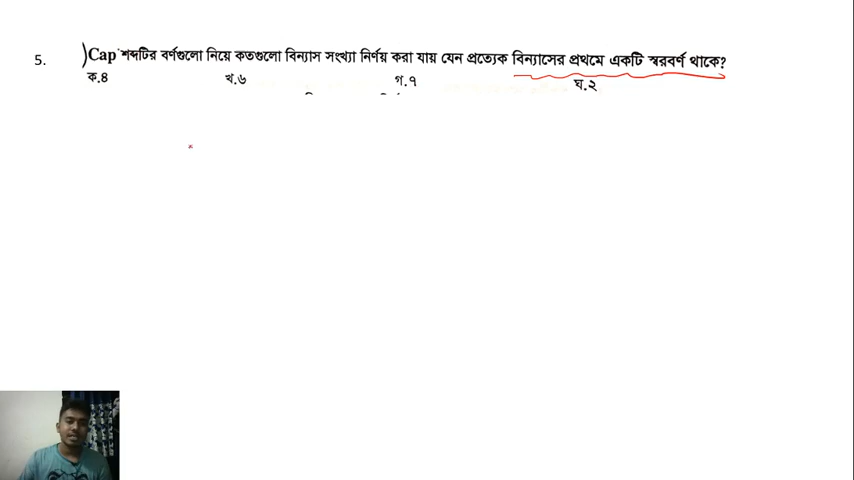 5. )Cap শব্দটির বর্ণগুলো নিয়ে কতগুলো বিন্যাস সংখ্যা নির্ণয় করা যায় যেন প্রত্যেক বিন্যাসের প্রথমে একটি স্বরবর্ণ থাকে?
ক.৪ খ.৬ গ.৭ ঘ.২